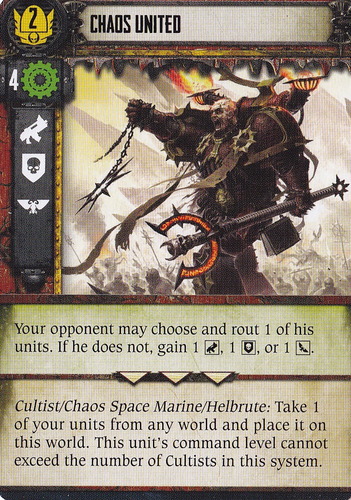 2
CHAOS UNITED
4
Your opponent may choose and rout 1 of his
units. If he does not, gain 1 , 1 , or 1 .
Cultist/Chaos Space Marine/Helbrute: Take 1
of your units from any world and place it on
this world. This unit's command level cannot
exceed the number of Cultists in this system.